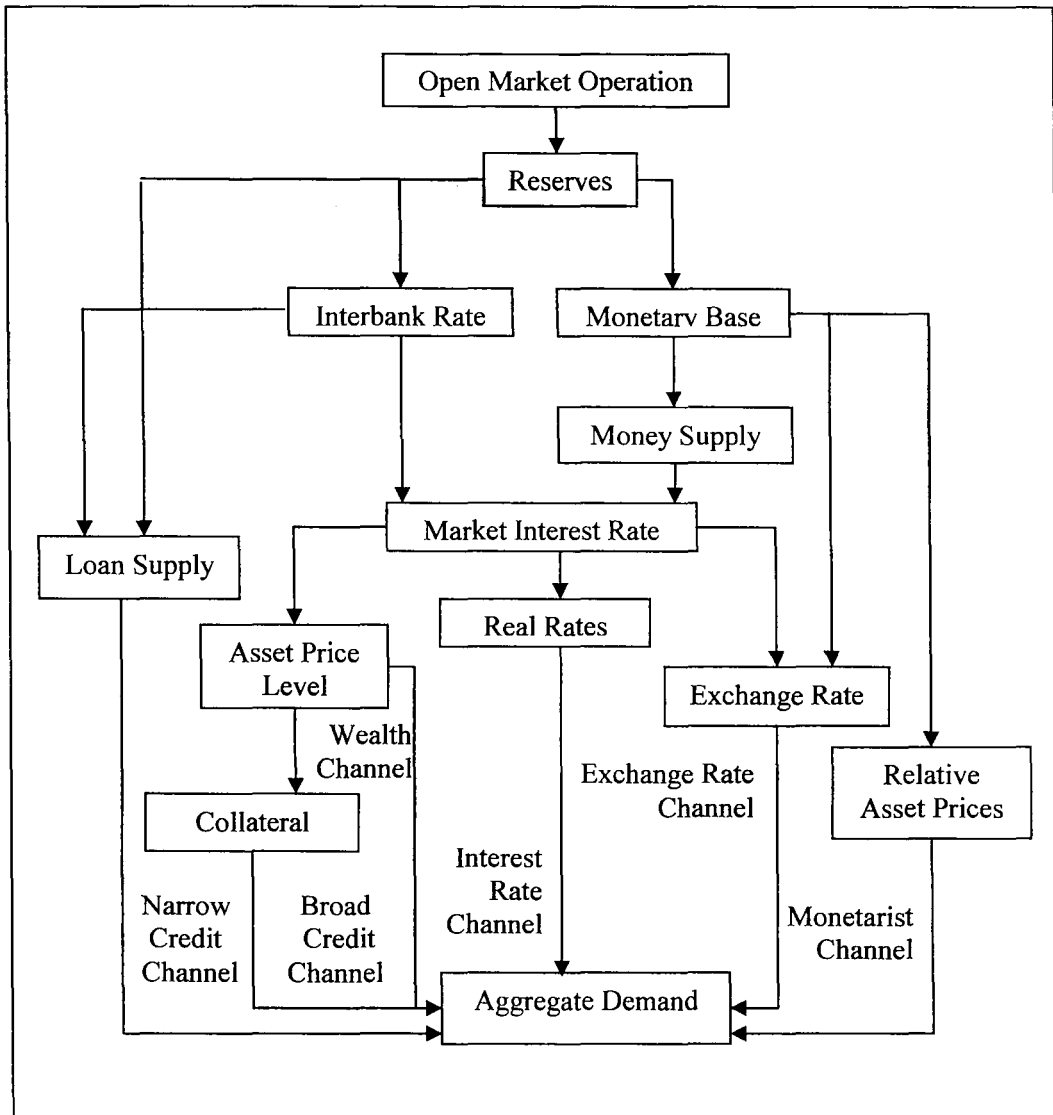 Open Market Operation
Reserves
Interbank Rate
Monetarv Base
Money Supply
Market Interest Rate
Loan Supply
Real Rates
Asset Price
Level
Exchange Rate
Wealth
Channel
Exchange Rate
Channel
Relative
Asset Prices
Collateral
Interest
Rate
Channel
Narrow
Credit
Channel
Broad
Credit
Channel
Monetarist
Channel
Aggregate Demand